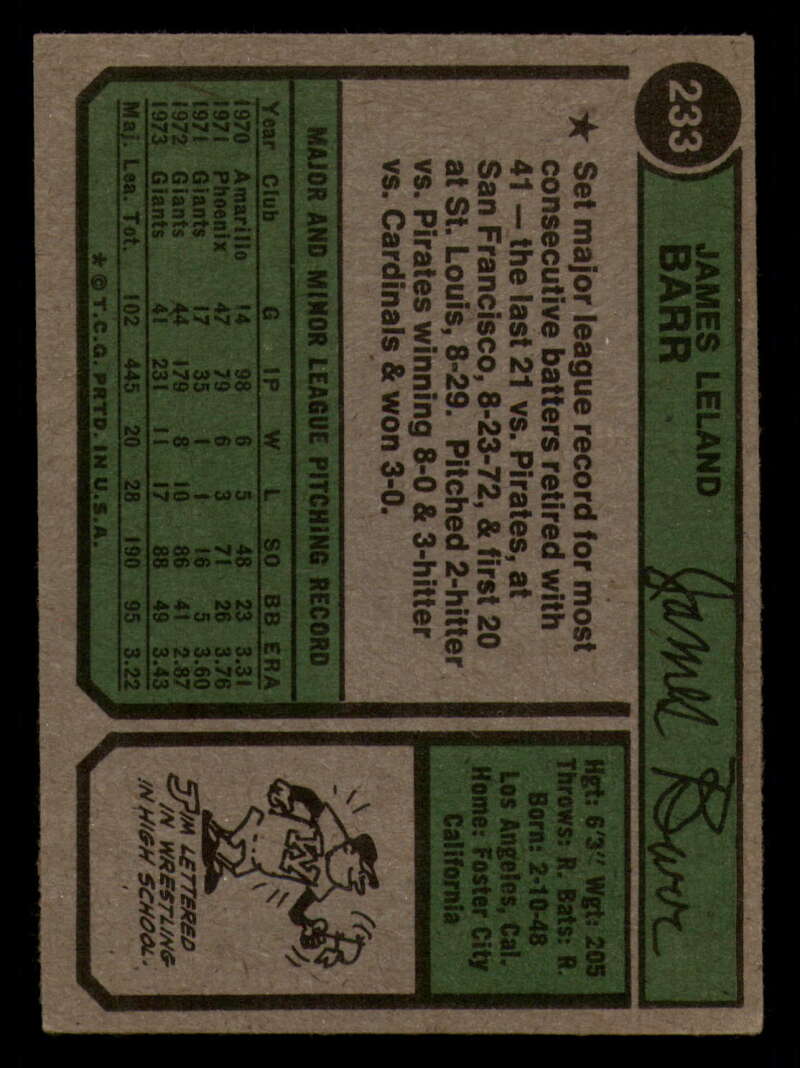 233
JAMES LELAND
BARR
James Barr
★ Set major league record for most
consecutive batters retired with
41 — the last 21 vs. Pirates, at
San Francisco, 8-23-72, & first 20
at St. Louis, 8-29. Pitched 2-hitter
vs. Pirates winning 8-0 & 3-hitter
vs. Cardinals & won 3-0.
MAJOR AND MINOR LEAGUE PITCHING RECORD
Year Club G IP W L SO BB ERA
1970 Amarillo 14 98 6 5 48 23 3.31
1971 Phoenix 47 79 6 3 71 26 3.76
1971 Giants 17 35 1 1 16 5 3.60
1972 Giants 44 179 8 10 86 41 2.87
1973 Giants 41 231 11 17 88 49 3.43
Maj. Lea. Tot. 102 445 20 28 190 95 3.22
* © T.C.G. PRTD. IN U.S.A.
Hgt: 6'3" Wgt: 205
Throws: R. Bats: R.
Born: 2-10-48
Los Angeles, Cal.
Home: Foster City
California
W
JIM LETTERED
IN WRESTLING
IN HIGH SCHOOL.